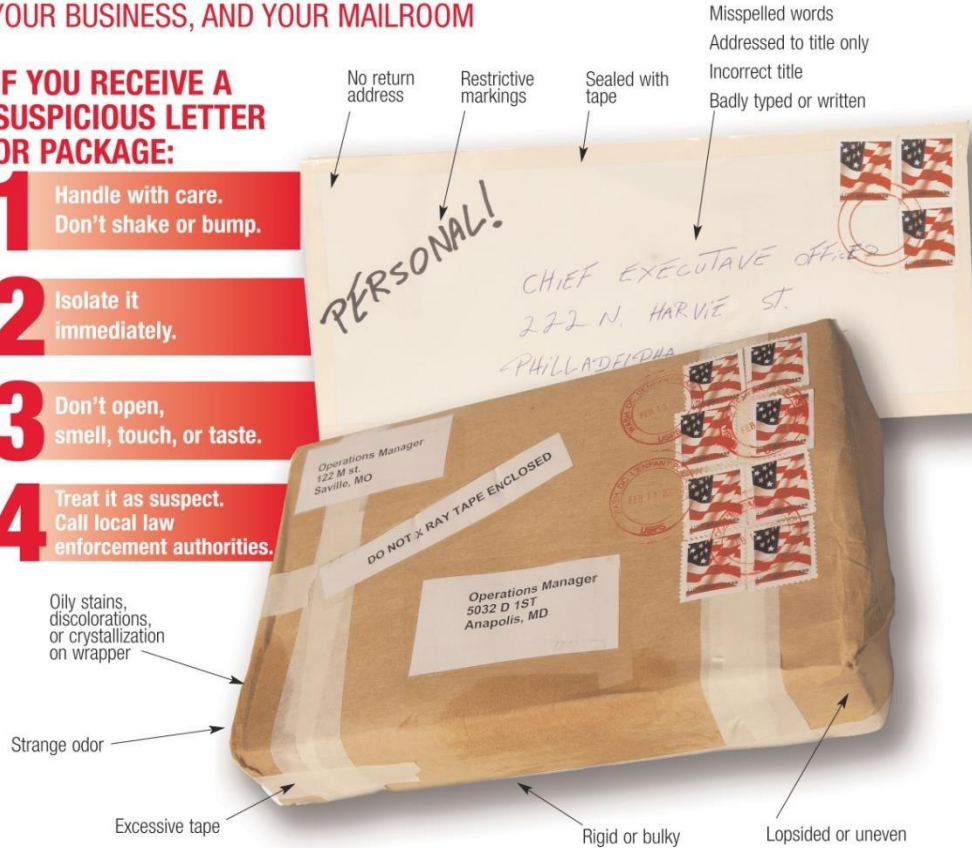 YOUR BUSINESS, AND YOUR MAILROOM
F YOU RECEIVE A
SUSPICIOUS LETTER
OR PACKAGE:
1
Handle with care.
Don't shake or bump.
2
Isolate it
immediately.
3
Don't open,
smell, touch, or taste.
4
Treat it as suspect.
Call local law
enforcement authorities.
No return
address
Restrictive
markings
Sealed with
tape
Misspelled words
Addressed to title only
Incorrect title
Badly typed or written
PERSONAL!
CHIEF EXECUTAVE OFFICER
222 N. HARVIE ST.
PHILLADELPHA
Operations Manager
122 M st.
Saville, MO
DO NOT X RAY TAPE ENCLOSED
Operations Manager
5032 D 1ST
Anapolis, MD
FEB 11
USPS
Oily stains,
discolorations,
or crystallization
on wrapper
Strange odor
Excessive tape
Rigid or bulky
Lopsided or uneven